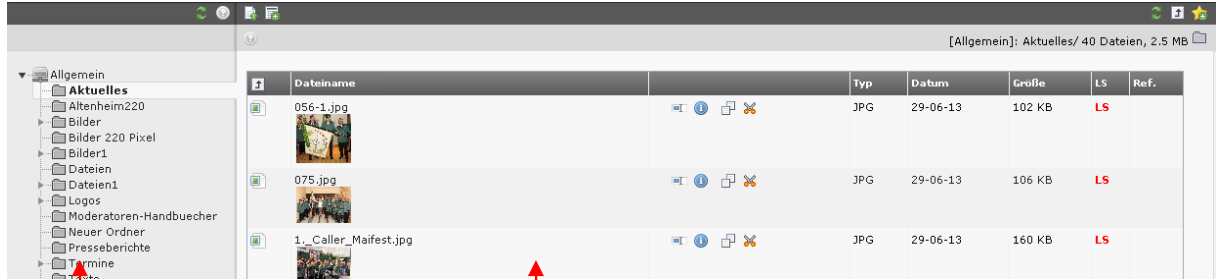 [Allgemein]: Aktuelles/ 40 Dateien, 2.5 MB
Allgemein
Aktuelles
Altenheim220
Bilder
Bilder 220 Pixel
Bilder1
Dateien
Dateien1
Logos
Moderatoren-Handbuecher
Neuer Ordner
Presseberichte
Termine
Texte
Dateiname Typ Datum Größe LS Ref.
056-1.jpg JPG 29-06-13 102 KB LS
075.jpg JPG 29-06-13 106 KB LS
1._Caller_Maifest.jpg JPG 29-06-13 160 KB LS